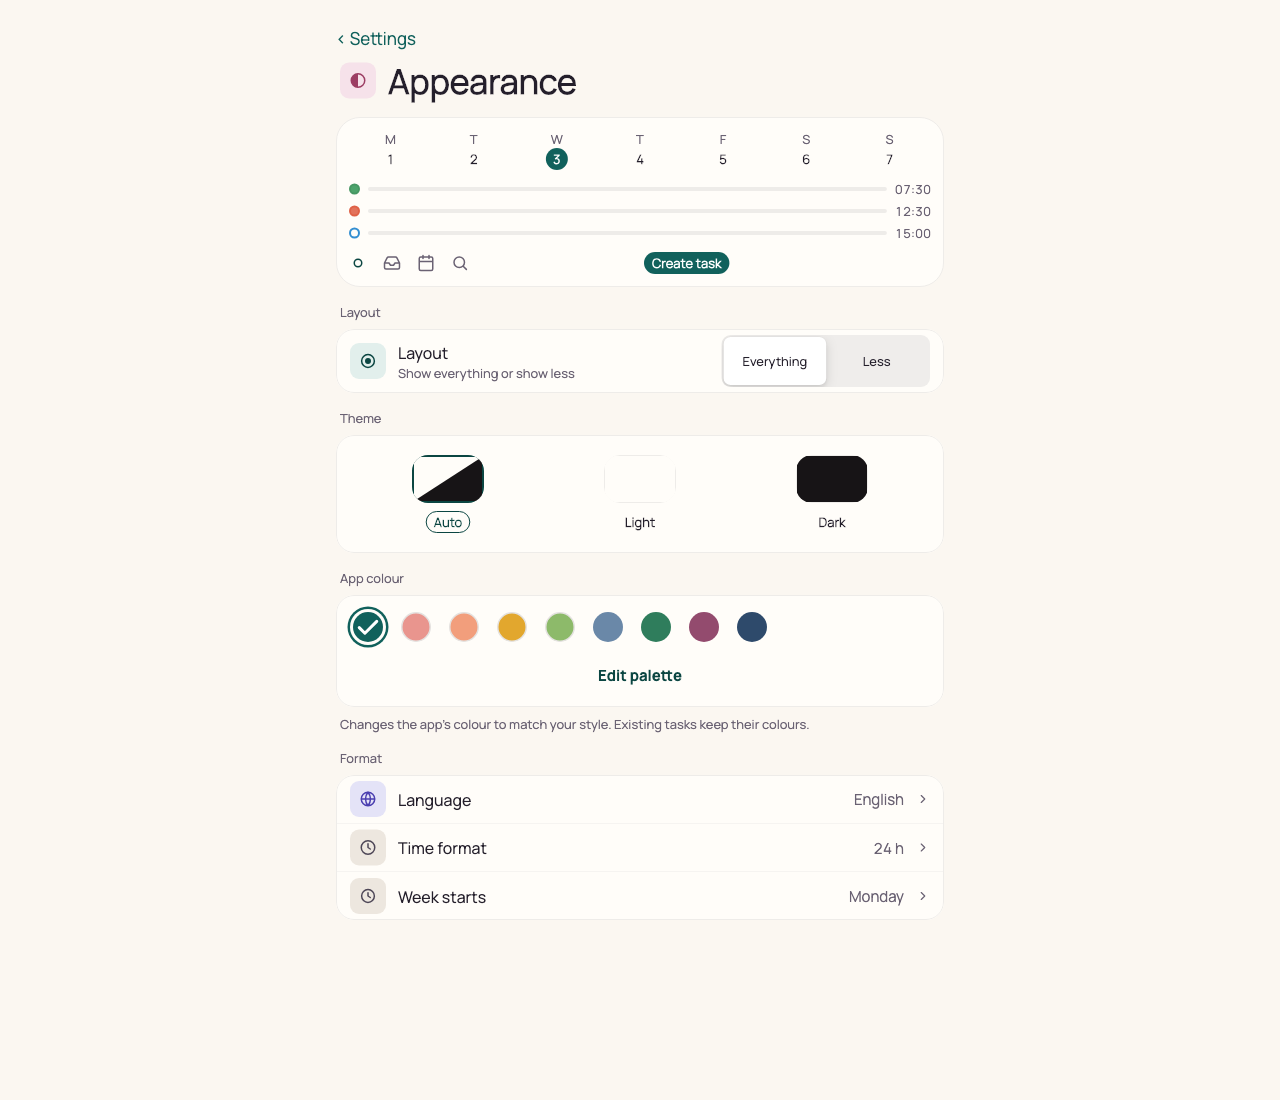 Settings
Appearance
M T W T F S S
1 2 3 4 5 6 7
07:30
12:30
15:00
Create task
Layout
Layout
Show everything or show less
Everything Less
Theme
Auto Light Dark
App colour
Edit palette
Changes the app's colour to match your style. Existing tasks keep their colours.
Format
Language English
Time format 24 h
Week starts Monday